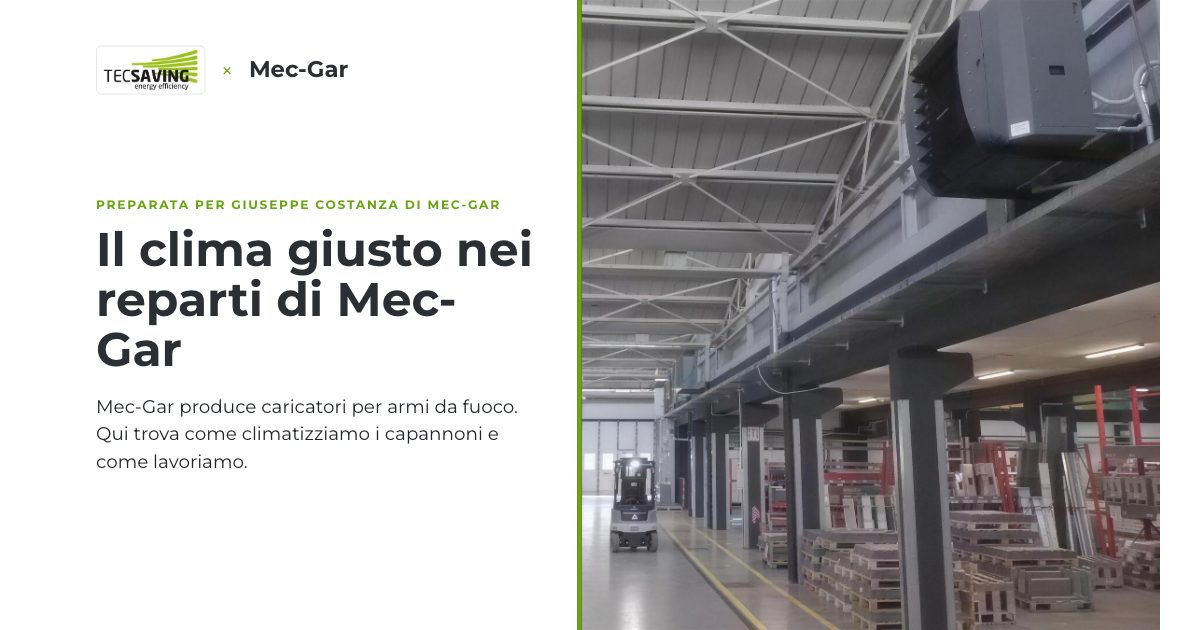 TECSAVING
energy efficiency
× Mec-Gar
PREPARATA PER GIUSEPPE COSTANZA DI MEC-GAR
Il clima giusto nei
reparti di Mec-
Gar
Mec-Gar produce caricatori per armi da fuoco.
Qui trova come climatizziamo i capannoni e
come lavoriamo.